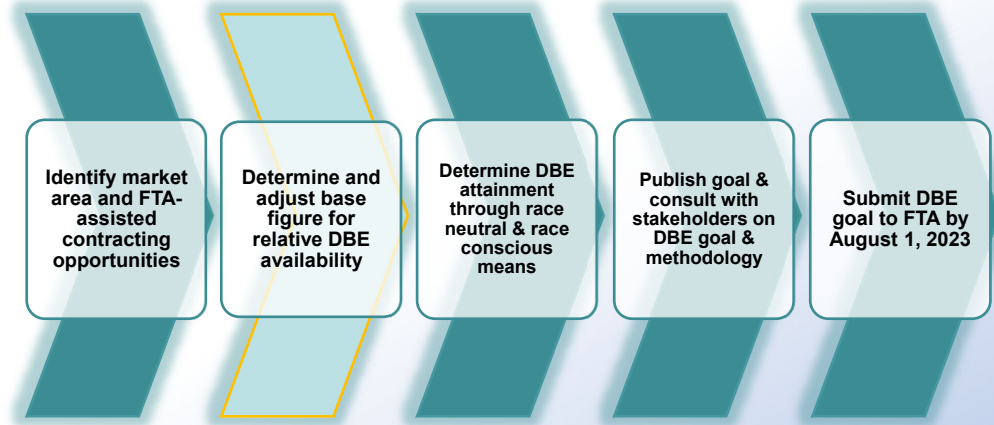 Identify market
area and FTA-
assisted
contracting
opportunities
Determine and
adjust base
figure for
relative DBE
availability
Determine DBE
attainment
through race
neutral & race
conscious
means
Publish goal &
consult with
stakeholders on
DBE goal &
methodology
Submit DBE
goal to FTA by
August 1, 2023